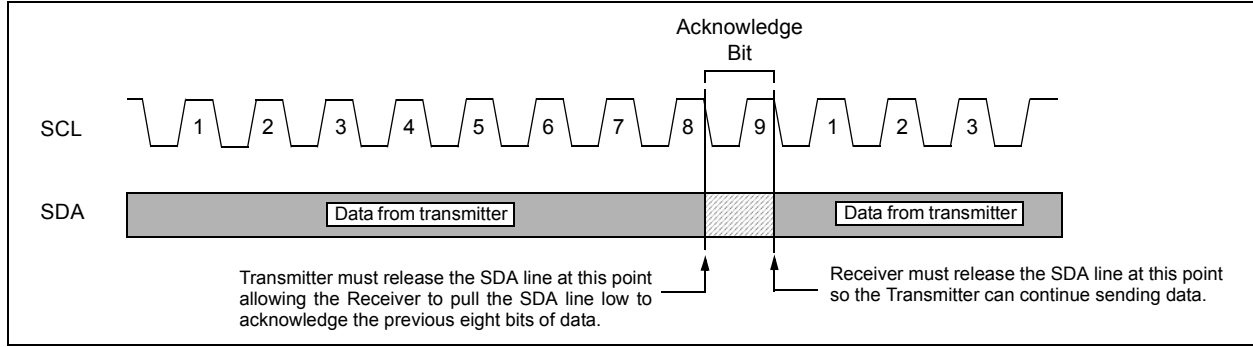 Acknowledge
Bit
SCL
1 2 3 4 5 6 7 8 9 1 2 3
SDA
Data from transmitter
Data from transmitter
Transmitter must release the SDA line at this point
allowing the Receiver to pull the SDA line low to
acknowledge the previous eight bits of data.
Receiver must release the SDA line at this point
so the Transmitter can continue sending data.